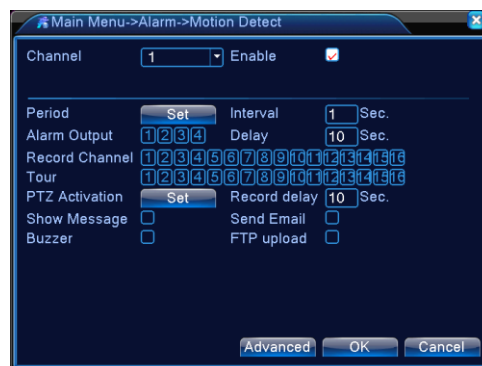 Main Menu->Alarm->Motion Detect
Channel 1 Enable
Period Set Interval 1 Sec.
Alarm Output 1 2 3 4 Delay 10 Sec.
Record Channel 1 2 3 4 5 6 7 8 9 10 11 12 13 14 15 16
Tour 1 2 3 4 5 6 7 8 9 10 11 12 13 14 15 16
PTZ Activation Set Record delay 10 Sec.
Show Message Send Email
Buzzer FTP upload
Advanced OK Cancel